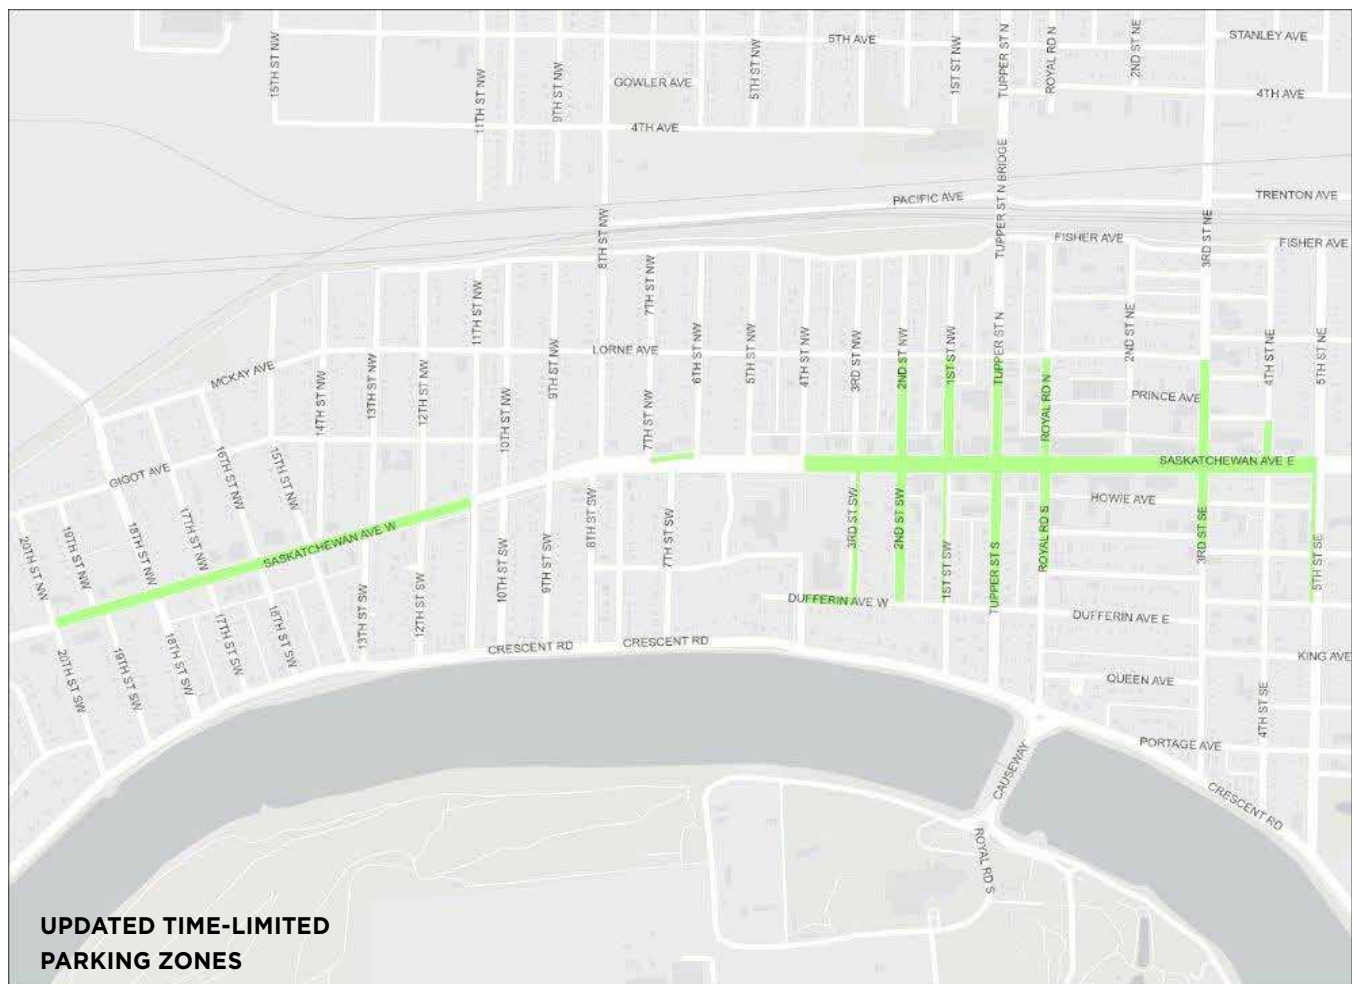 5TH AVE
STANLEY AVE
15TH ST NW
11TH ST NW
9TH ST NW
GOWLER AVE
5TH ST NW
1ST ST NW
TUPPER ST N
ROYAL RD N
2ND ST NE
4TH AVE
4TH AVE
TUPPER ST N BRIDGE
PACIFIC AVE
TRENTON AVE
8TH ST NW
FISHER AVE
3RD ST NE
FISHER AVE
7TH ST NW
11TH ST NW
MCKAY AVE
LORNE AVE
14TH ST NW
13TH ST NW
12TH ST NW
10TH ST NW
9TH ST NW
7TH ST NW
6TH ST NW
5TH ST NW
4TH ST NW
3RD ST NW
2ND ST NW
1ST ST NW
TUPPER ST N
ROYAL RD N
2ND ST NE
PRINCE AVE
4TH ST NE
5TH ST NE
GIGOT AVE
20TH ST NW
19TH ST NW
18TH ST NW
17TH ST NW
16TH ST NW
15TH ST NW
SASKATCHEWAN AVE W
SASKATCHEWAN AVE E
HOWIE AVE
13TH ST SW
12TH ST SW
10TH ST SW
9TH ST SW
8TH ST SW
7TH ST SW
3RD ST SW
2ND ST SW
1ST ST SW
TUPPER ST S
ROYAL RD S
3RD ST SE
5TH ST SE
DUFFERIN AVE W
DUFFERIN AVE E
20TH ST SW
19TH ST SW
18TH ST SW
17TH ST SW
16TH ST SW
CRESCENT RD
CRESCENT RD
KING AVE
QUEEN AVE
4TH ST SE
PORTAGE AVE
CAUSEWAY
CRESCENT RD
ROYAL RD S
UPDATED TIME-LIMITED
PARKING ZONES